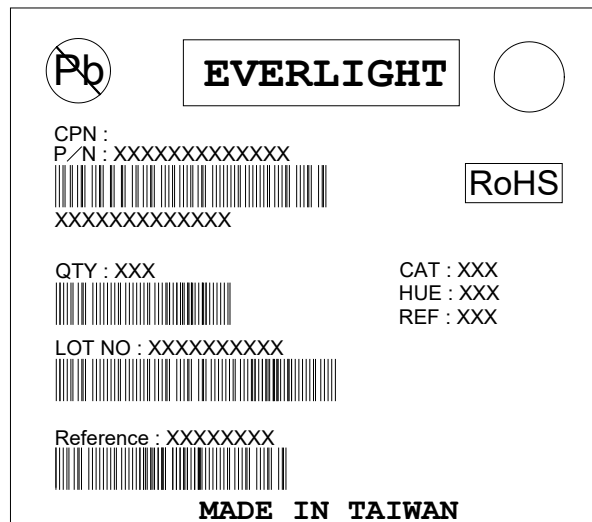 Pb
EVERLIGHT
CPN :
P/N : XXXXXXXXXXXXX
RoHS
XXXXXXXXXXXXX
QTY : XXX
CAT : XXX
HUE : XXX
REF : XXX
LOT NO : XXXXXXXXXX
Reference : XXXXXXXX
MADE IN TAIWAN